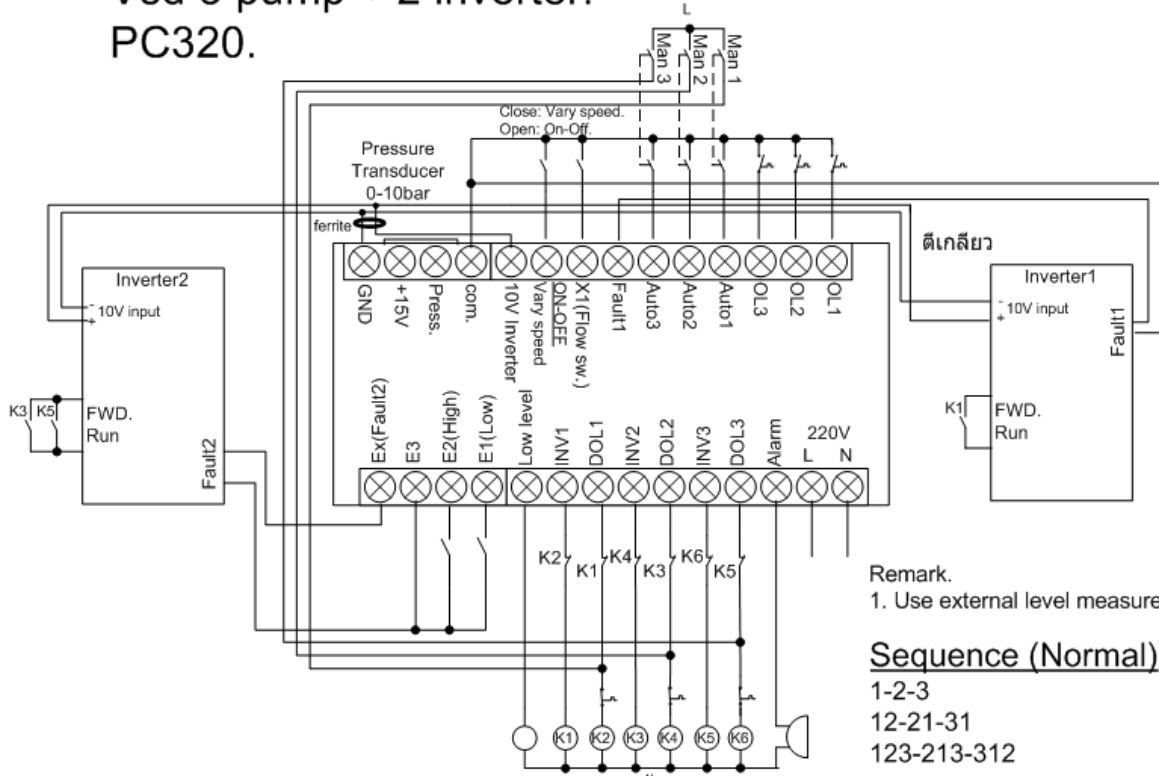 PC320.
L
Man 3
Man 2
Man 1
Close: Vary speed.
Open: On-Off.
Pressure
Transducer
0-10bar
ferrite
ตีเกลียว
GND
+15V
Press.
com.
10V Inverter
Vary speed
ON-OFF
X1(Flow sw.)
Fault1
Auto3
Auto2
Auto1
OL3
OL2
OL1
Inverter2
-
10V input
+
K3
K5
FWD.
Run
Fault2
Inverter1
-
10V input
+
Fault1
K1
FWD.
Run
Ex(Fault2)
E3
E2(High)
E1(Low)
Low level
INV1
DOL1
INV2
DOL2
INV3
DOL3
Alarm
220V
L
N
K2
K1
K4
K3
K6
K5
Remark.
1. Use external level measure
Sequence (Normal)
1-2-3
12-21-31
123-213-312
K1
K2
K3
K4
K5
K6